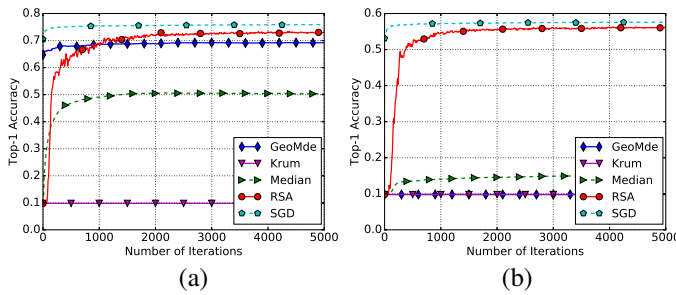 0.8
0.7
0.6
0.5
0.4
0.3
0.2
0.1
0.0
0 1000 2000 3000 4000 5000
Top-1 Accuracy
Number of Iterations
GeoMde
Krum
Median
RSA
SGD
(a)
0.6
0.5
0.4
0.3
0.2
0.1
0.0
0 1000 2000 3000 4000 5000
Top-1 Accuracy
Number of Iterations
GeoMde
Krum
Median
RSA
SGD
(b)